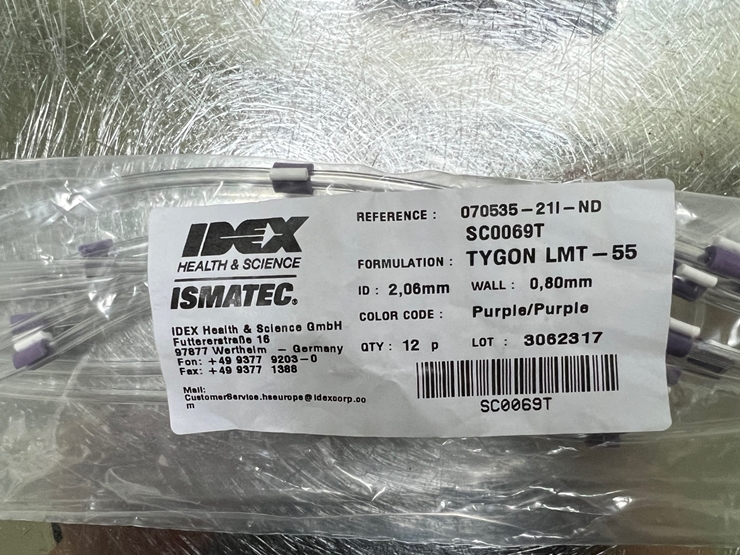 IDEX
HEALTH & SCIENCE
ISMATEC®
IDEX Health & Science GmbH
Futtererstraße 16
97877 Wertheim – Germany
Fon: +49 9377 9203-0
Fax: +49 9377 1388
Mail:
CustomerService.hseurope@idexcorp.co
m
REFERENCE : 070535-21I-ND
SC0069T
FORMULATION : TYGON LMT-55
ID : 2,06mm WALL : 0,80mm
COLOR CODE : Purple/Purple
QTY : 12 p LOT : 3062317
SC0069T